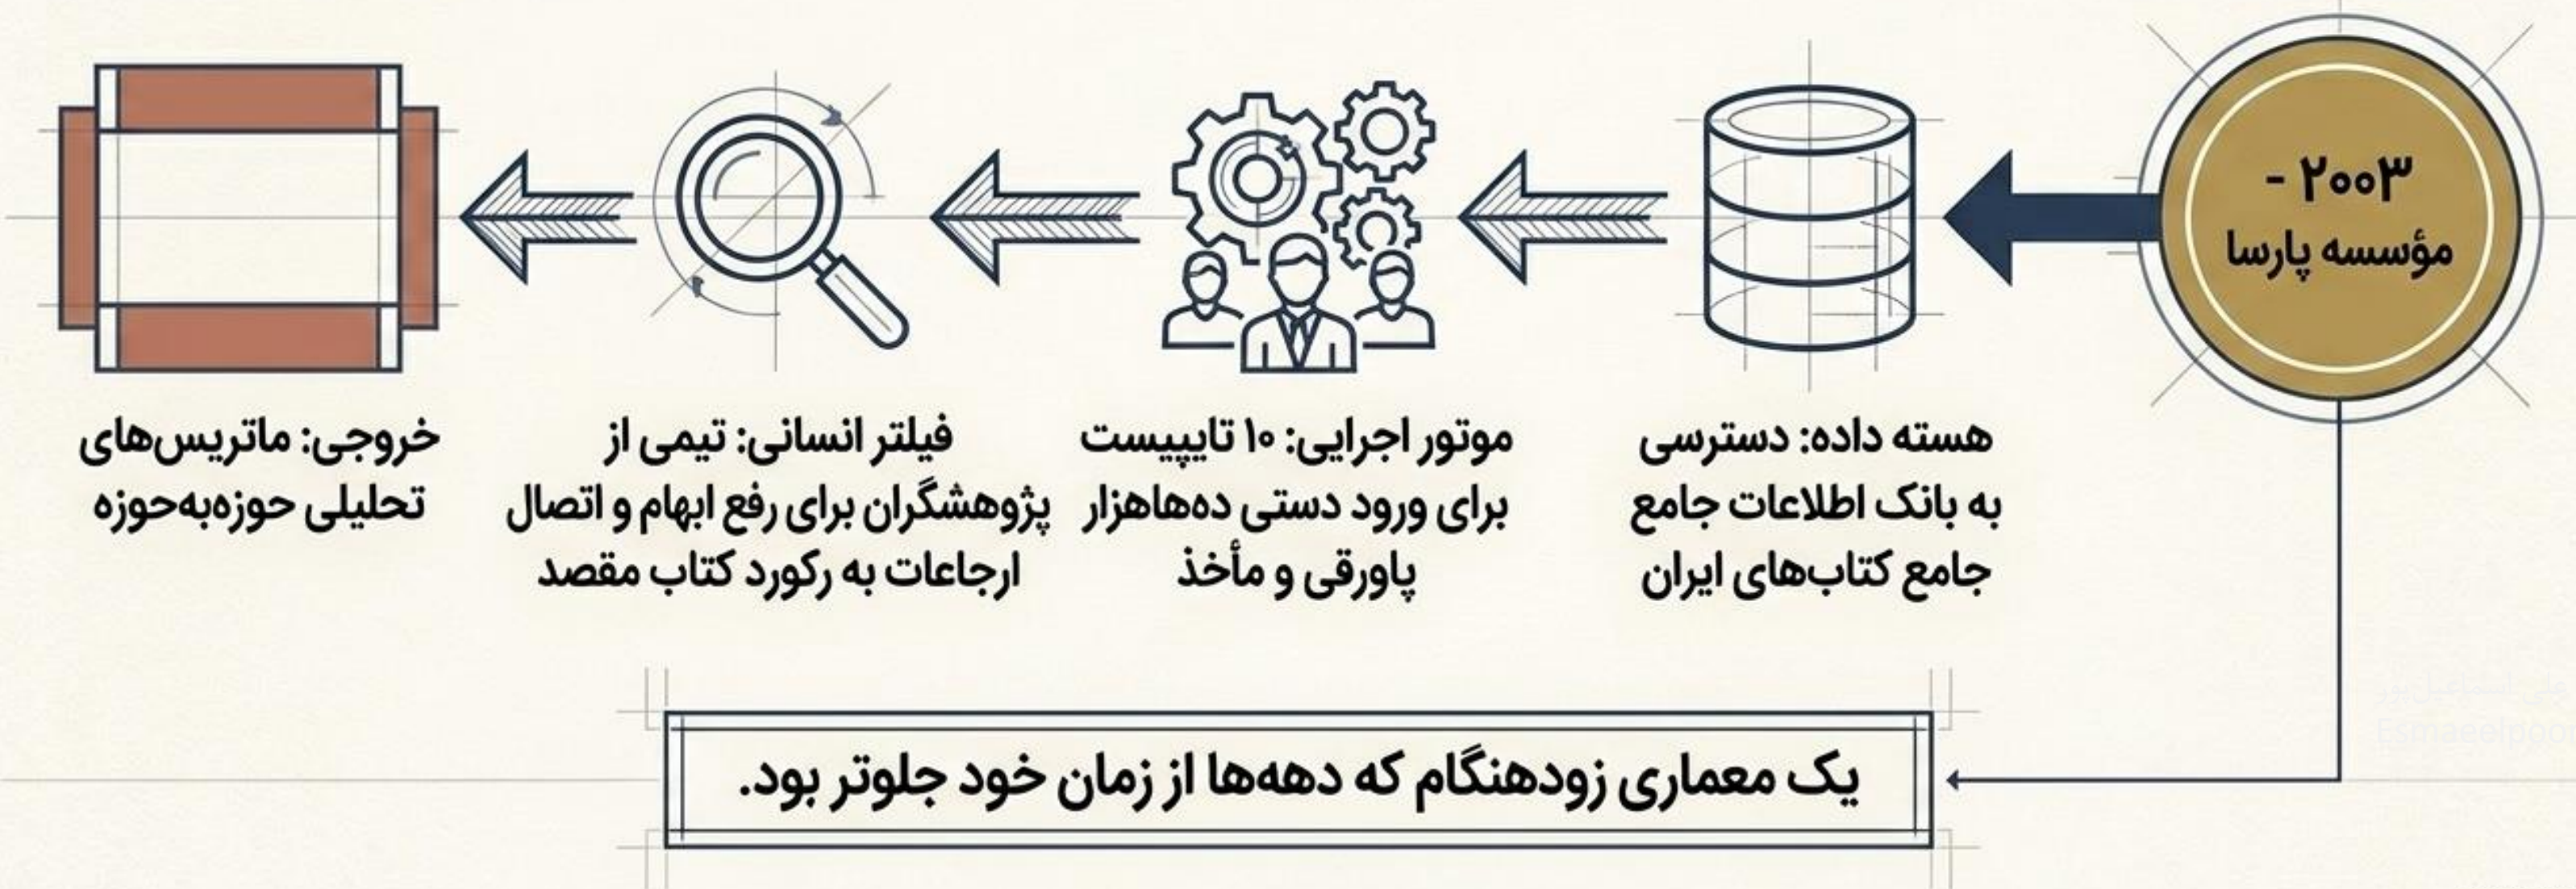 ۲۰۰۳ -
مؤسسه پارسا
هسته داده: دسترسی
به بانک اطلاعات جامع
جامع کتاب‌های ایران
موتور اجرایی: ۱۰ تایپیست
برای ورود دستی ده‌هاهزار
پاورقی و مأخذ
فیلتر انسانی: تیمی از
پژوهشگران برای رفع ابهام و اتصال
ارجاعات به رکورد کتاب مقصد
خروجی: ماتریس‌های
تحلیلی حوزه‌به‌حوزه
یک معماری زودهنگام که دهه‌ها از زمان خود جلوتر بود.